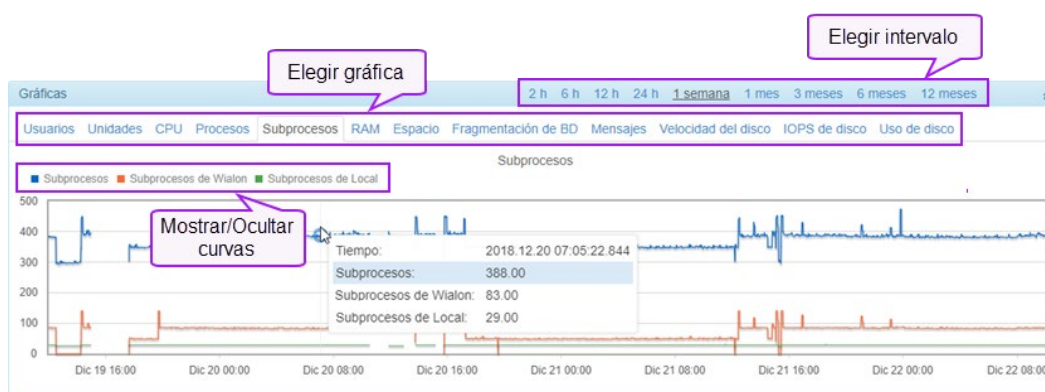 Elegir intervalo
Elegir gráfica
Gráficas
2 h 6 h 12 h 24 h 1 semana 1 mes 3 meses 6 meses 12 meses
Usuarios Unidades CPU Procesos Subprocesos RAM Espacio Fragmentación de BD Mensajes Velocidad del disco IOPS de disco Uso de disco
Subprocesos
Subprocesos Subprocesos de Wialon Subprocesos de Local
Mostrar/Ocultar
curvas
500
400
300
200
100
0
Tiempo: 2018.12.20 07:05:22.844
Subprocesos: 388.00
Subprocesos de Wialon: 83.00
Subprocesos de Local: 29.00
Dic 19 16:00 Dic 20 00:00 Dic 20 08:00 Dic 20 16:00 Dic 21 00:00 Dic 21 08:00 Dic 21 16:00 Dic 22 00:00 Dic 22 08:00